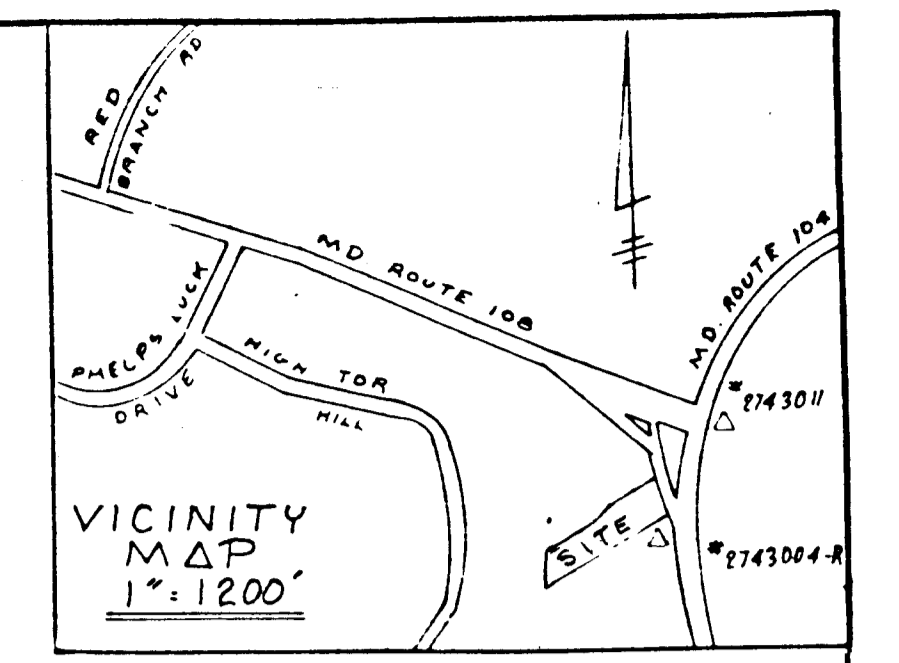 RED
BRANCH RD
MD ROUTE 108
MD. ROUTE 104
PHELPS LUCK
DRIVE
HIGH TOR
HILL
*2743011
SITE
*2743004-R
VICINITY
MAP
1" = 1200'